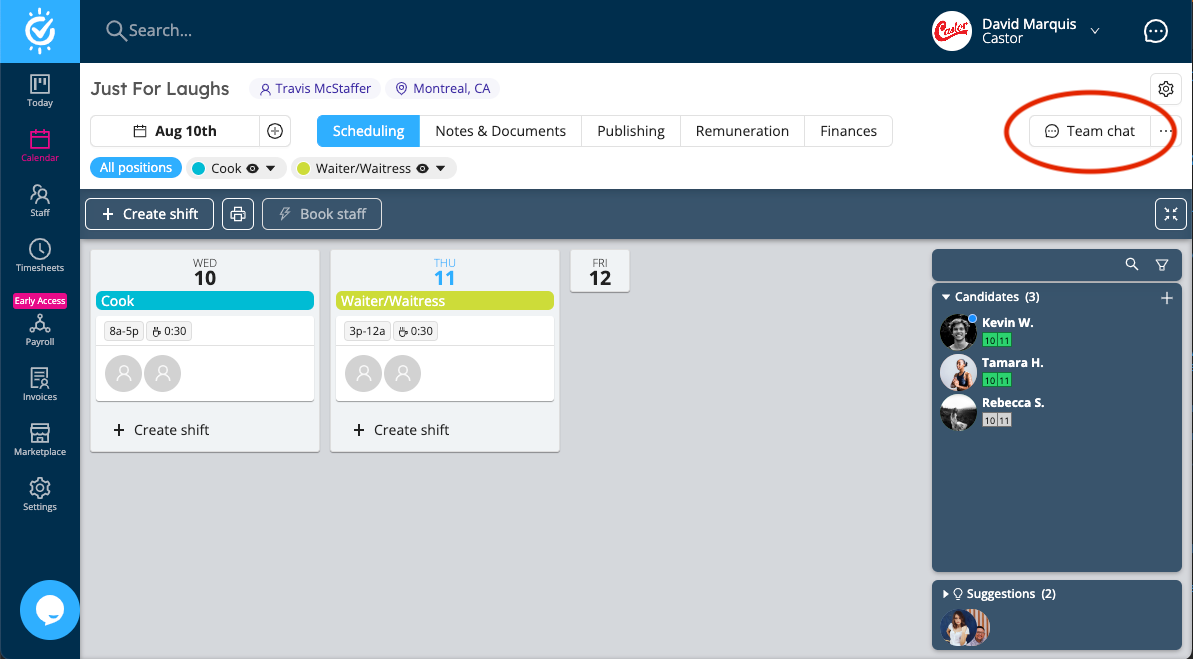 Search...
Castor
David Marquis
Castor
Today
Calendar
Staff
Timesheets
Early Access
Payroll
Invoices
Marketplace
Settings
Just For Laughs
Travis McStaffer
Montreal, CA
Aug 10th
Scheduling
Notes & Documents
Publishing
Remuneration
Finances
Team chat
All positions
Cook
Waiter/Waitress
+ Create shift
Book staff
WED
10
Cook
8a-5p
0:30
+ Create shift
THU
11
Waiter/Waitress
3p-12a
0:30
+ Create shift
FRI
12
Candidates (3)
Kevin W.
10 11
Tamara H.
10 11
Rebecca S.
10 11
Suggestions (2)